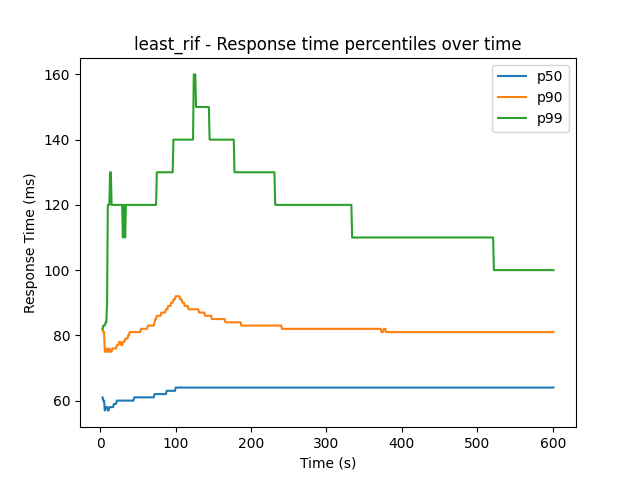 least_rif - Response time percentiles over time
p50
p90
p99
Response Time (ms)
160
140
120
100
80
60
0 100 200 300 400 500 600
Time (s)